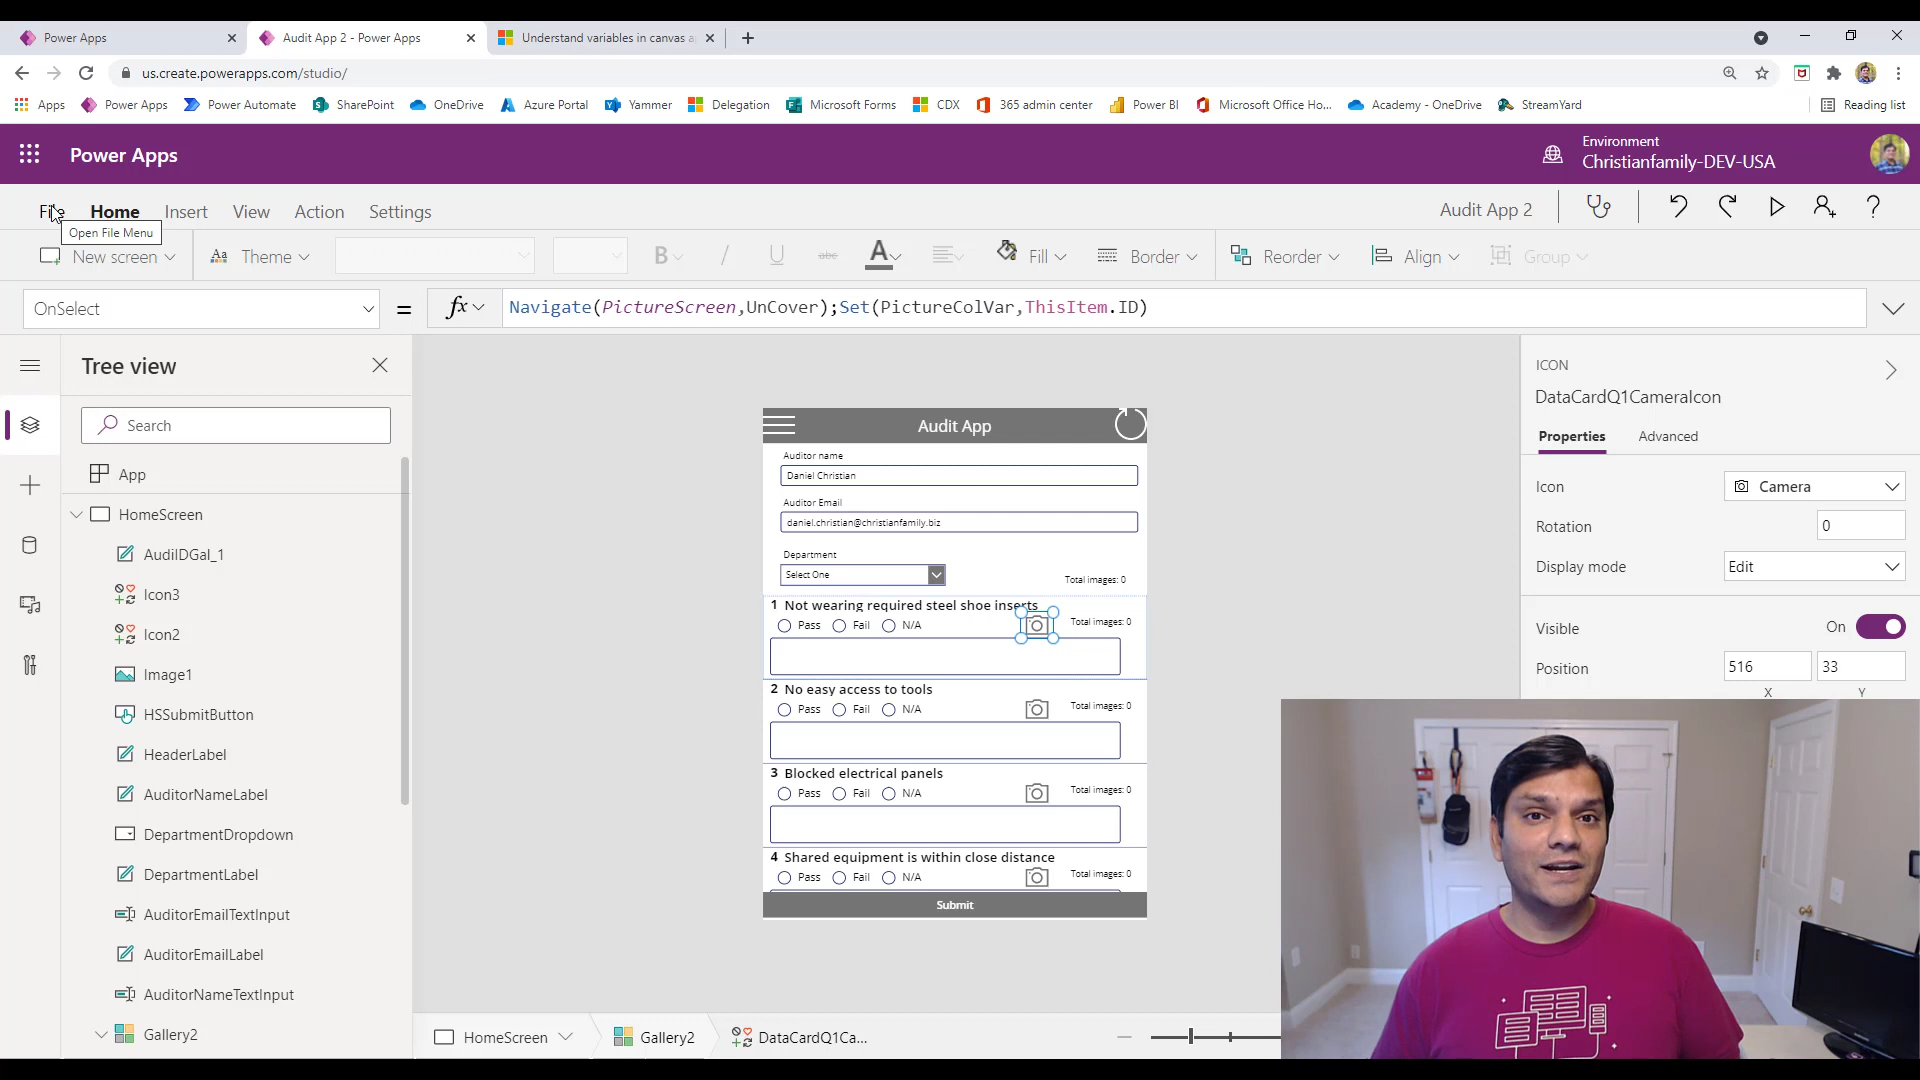 Power Apps
Audit App 2 - Power Apps
Understand variables in canvas a
us.create.powerapps.com/studio/
Apps
Power Apps
Power Automate
SharePoint
OneDrive
Azure Portal
Yammer
Delegation
Microsoft Forms
CDX
365 admin center
Power BI
Microsoft Office Ho...
Academy - OneDrive
StreamYard
Reading list
Power Apps
Environment
Christianfamily-DEV-USA
File
Home
Insert
View
Action
Settings
Audit App 2
Open File Menu
New screen
Aa
Theme
B
/
U
abc
A
Fill
Border
Reorder
Align
Group
OnSelect
=
fx
Navigate(PictureScreen,UnCover);Set(PictureColVar,ThisItem.ID)
Tree view
Search
App
HomeScreen
AudiIDGal_1
Icon3
Icon2
Image1
HSSubmitButton
HeaderLabel
AuditorNameLabel
DepartmentDropdown
DepartmentLabel
AuditorEmailTextInput
AuditorEmailLabel
AuditorNameTextInput
Gallery2
Audit App
Auditor name
Daniel Christian
Auditor Email
daniel.christian@christianfamily.biz
Department
Select One
Total images: 0
1 Not wearing required steel shoe inserts
Pass Fail N/A
Total images: 0
2 No easy access to tools
Pass Fail N/A
Total images: 0
3 Blocked electrical panels
Pass Fail N/A
Total images: 0
4 Shared equipment is within close distance
Pass Fail N/A
Total images: 0
Submit
HomeScreen
Gallery2
DataCardQ1Ca...
ICON
DataCardQ1CameraIcon
Properties
Advanced
Icon
Camera
Rotation
0
Display mode
Edit
Visible
On
Position
516
33
X
Y